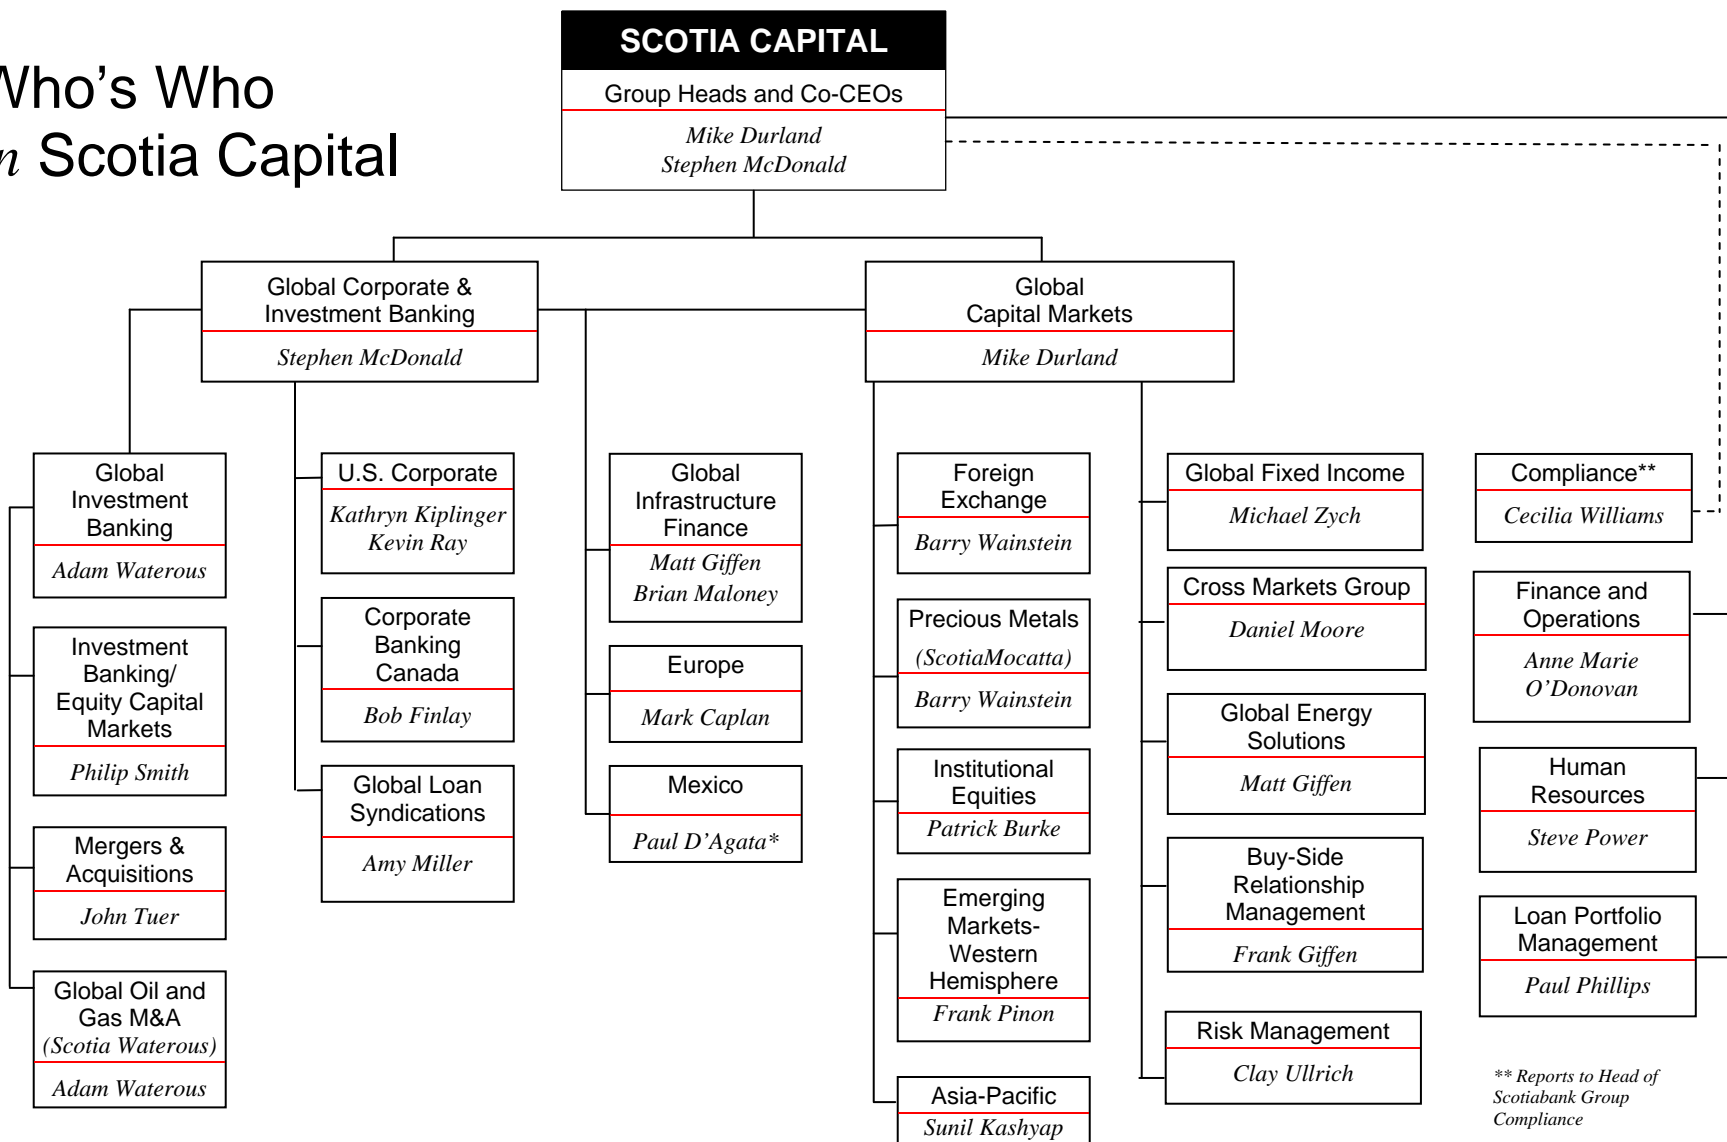 Who's Who
in Scotia Capital
SCOTIA CAPITAL
Group Heads and Co-CEOs
Mike Durland
Stephen McDonald
Global Corporate &
Investment Banking
Stephen McDonald
Global
Capital Markets
Mike Durland
Global
Investment
Banking
Adam Waterous
Investment
Banking/
Equity Capital
Markets
Philip Smith
Mergers &
Acquisitions
John Tuer
Global Oil and
Gas M&A
(Scotia Waterous)
Adam Waterous
U.S. Corporate
Kathryn Kiplinger
Kevin Ray
Corporate
Banking
Canada
Bob Finlay
Global Loan
Syndications
Amy Miller
Global
Infrastructure
Finance
Matt Giffen
Brian Maloney
Europe
Mark Caplan
Mexico
Paul D'Agata*
Foreign
Exchange
Barry Wainstein
Precious Metals
(ScotiaMocatta)
Barry Wainstein
Institutional
Equities
Patrick Burke
Emerging
Markets-
Western
Hemisphere
Frank Pinon
Asia-Pacific
Sunil Kashyap
Global Fixed Income
Michael Zych
Cross Markets Group
Daniel Moore
Global Energy
Solutions
Matt Giffen
Buy-Side
Relationship
Management
Frank Giffen
Risk Management
Clay Ullrich
Compliance**
Cecilia Williams
Finance and
Operations
Anne Marie
O'Donovan
Human
Resources
Steve Power
Loan Portfolio
Management
Paul Phillips
** Reports to Head of
Scotiabank Group
Compliance